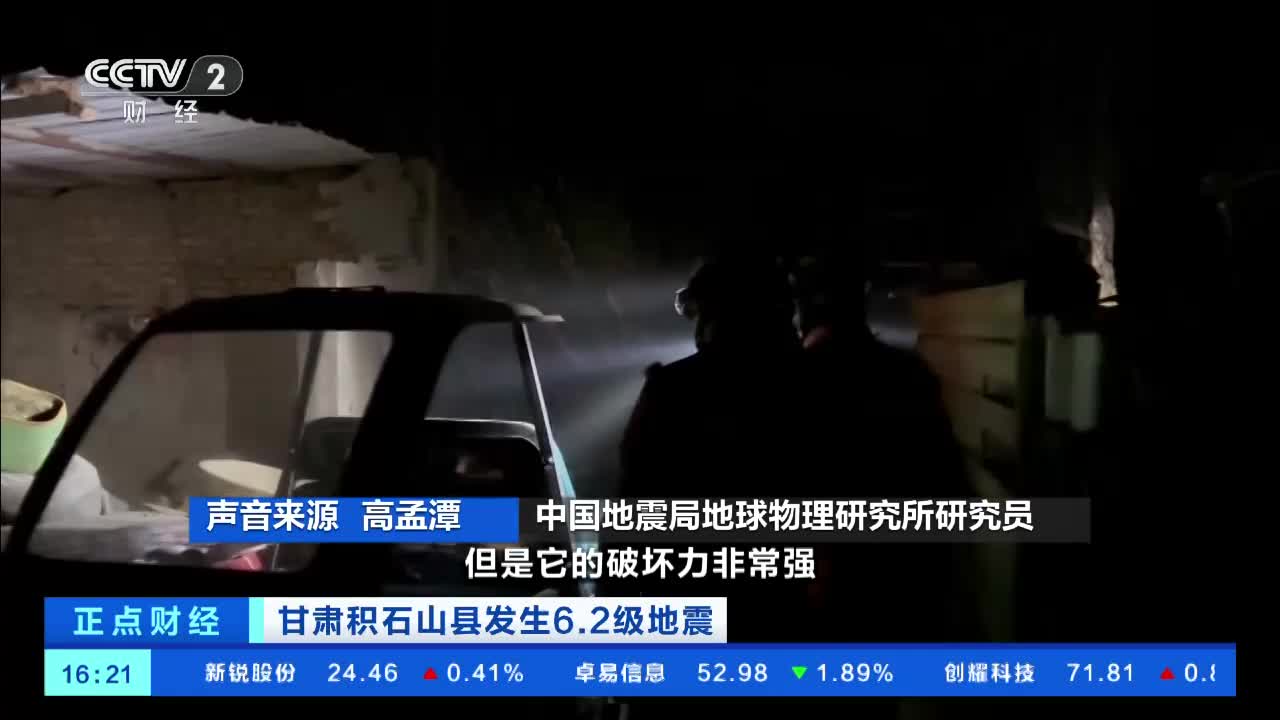 CCTV 2
财 经
声音来源 高孟潭 中国地震局地球物理研究所研究员
但是它的破坏力非常强
正点财经 甘肃积石山县发生6.2级地震
16:21 新锐股份 24.46 ▲ 0.41% 卓易信息 52.98 ▼ 1.89% 创耀科技 71.81 ▲ 0.8